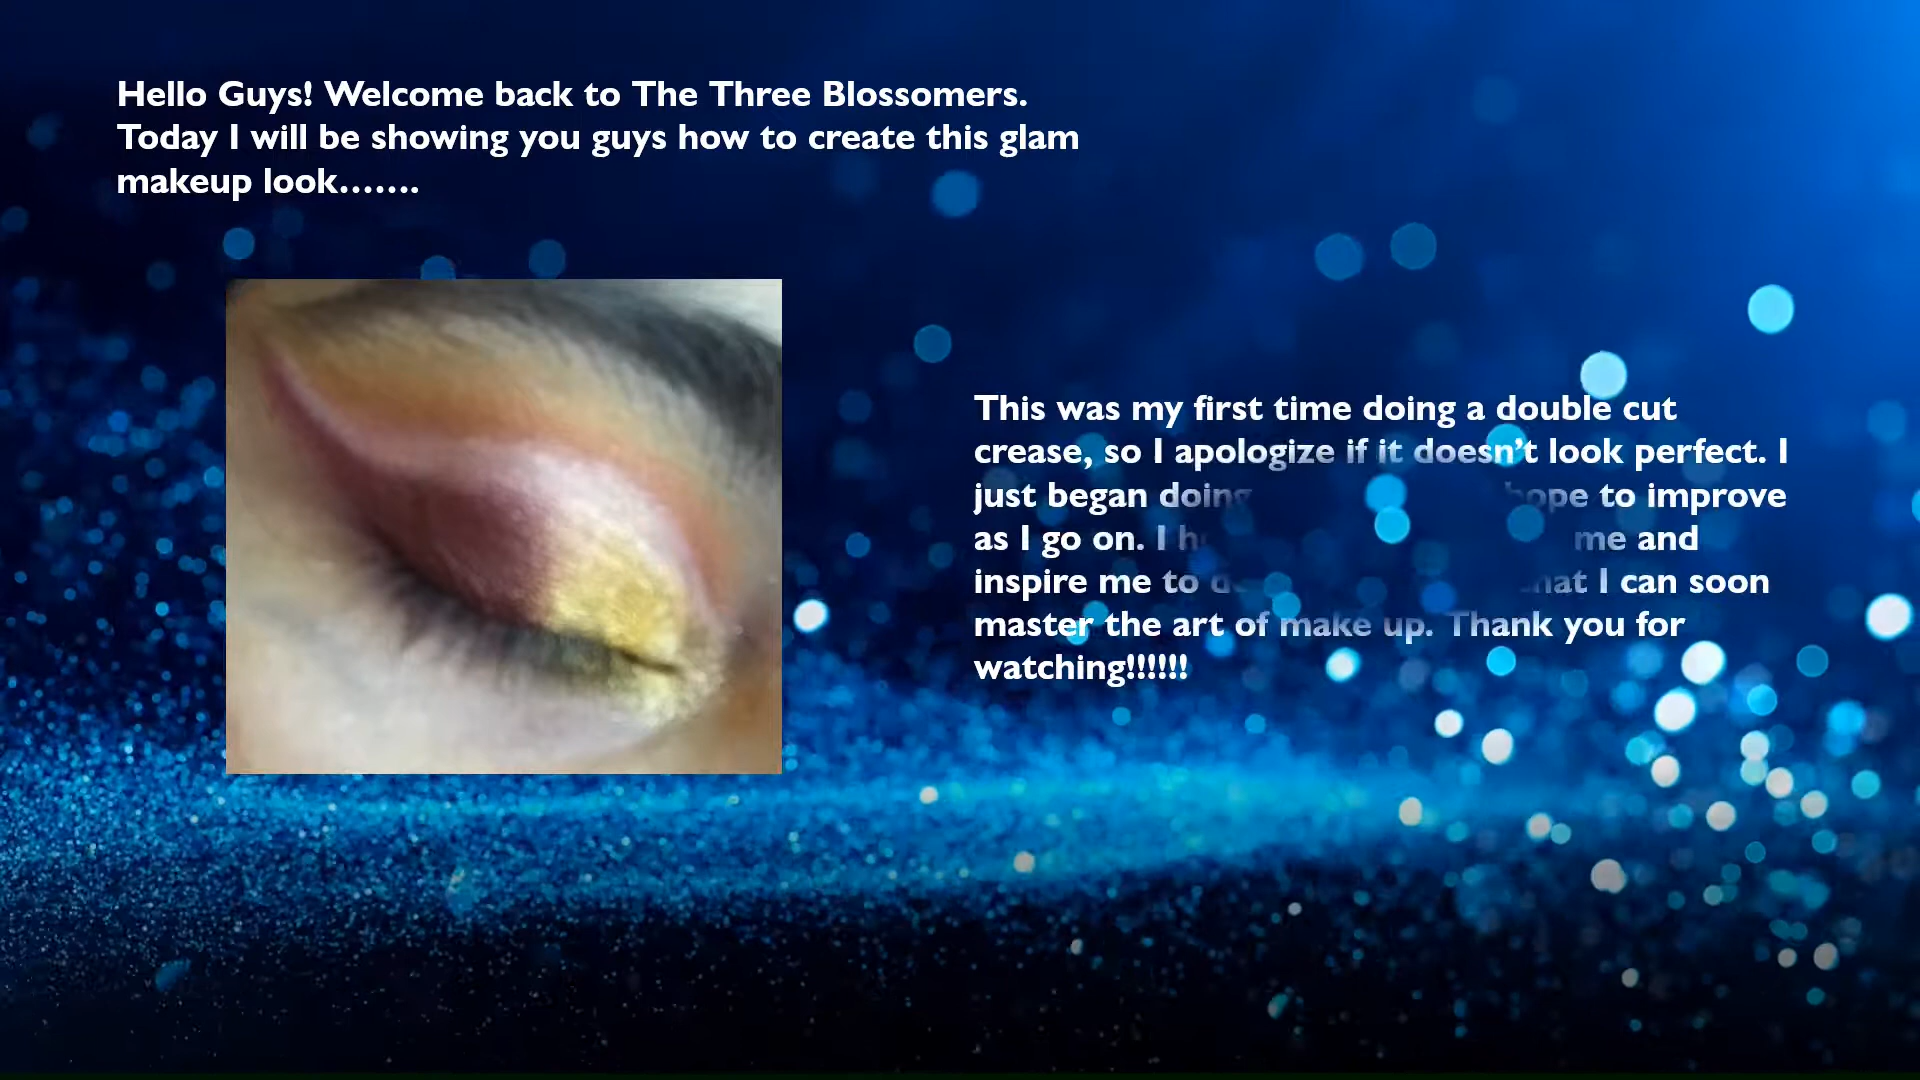 Hello Guys! Welcome back to The Three Blossomers.
Today I will be showing you guys how to create this glam
makeup look…….
This was my first time doing a double cut
crease, so I apologize if it doesn’t look perfect. I
just began doing to improve
as I go on. I me and
inspire me to I can soon
master the art of make up. Thank you for
watching!!!!!!